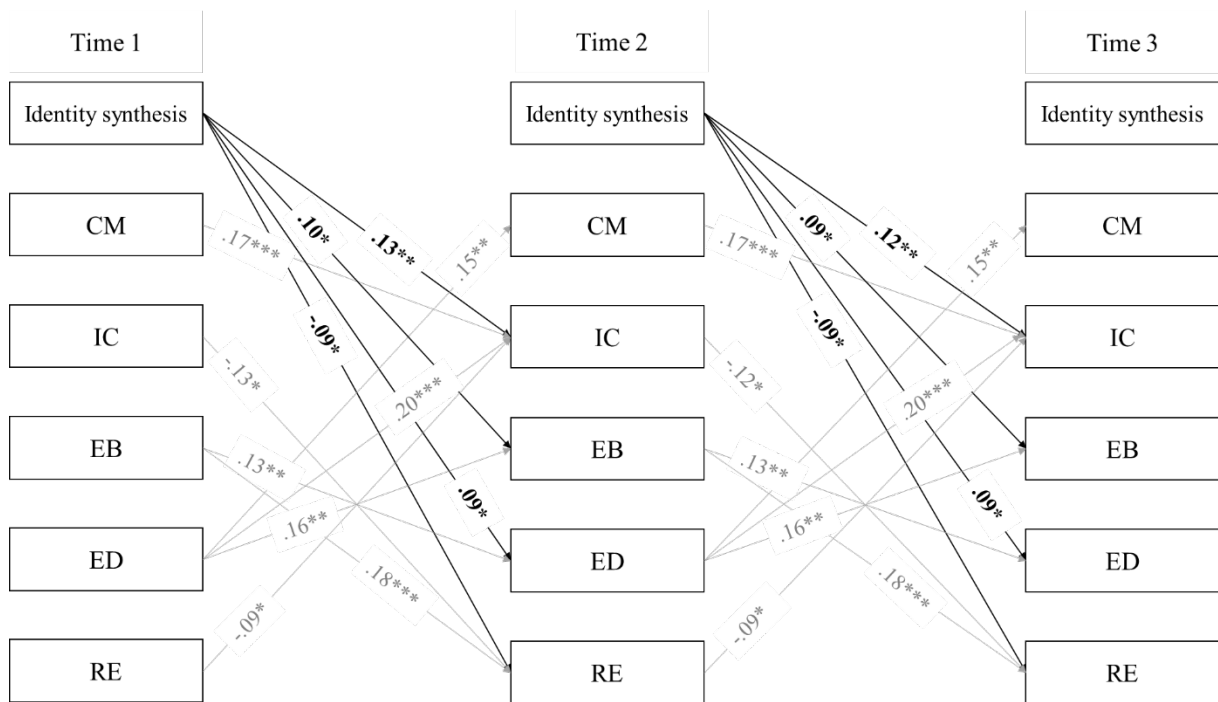 Time 1
Time 2
Time 3
Identity synthesis
Identity synthesis
Identity synthesis
CM
CM
CM
.17***
.10*
.13**
.15**
.17***
.09*
.12**
.15**
IC
-.09*
IC
-.09*
IC
-.13*
.20***
-.12*
.20***
EB
EB
EB
.13**
.09*
.13**
.09*
.16**
.16**
ED
ED
ED
.18***
.18***
-.09*
-.09*
RE
RE
RE